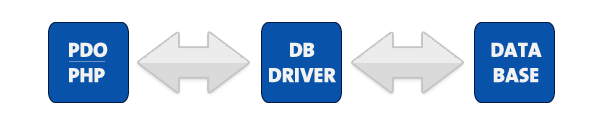 PDO
PHP
DB
DRIVER
DATA
BASE